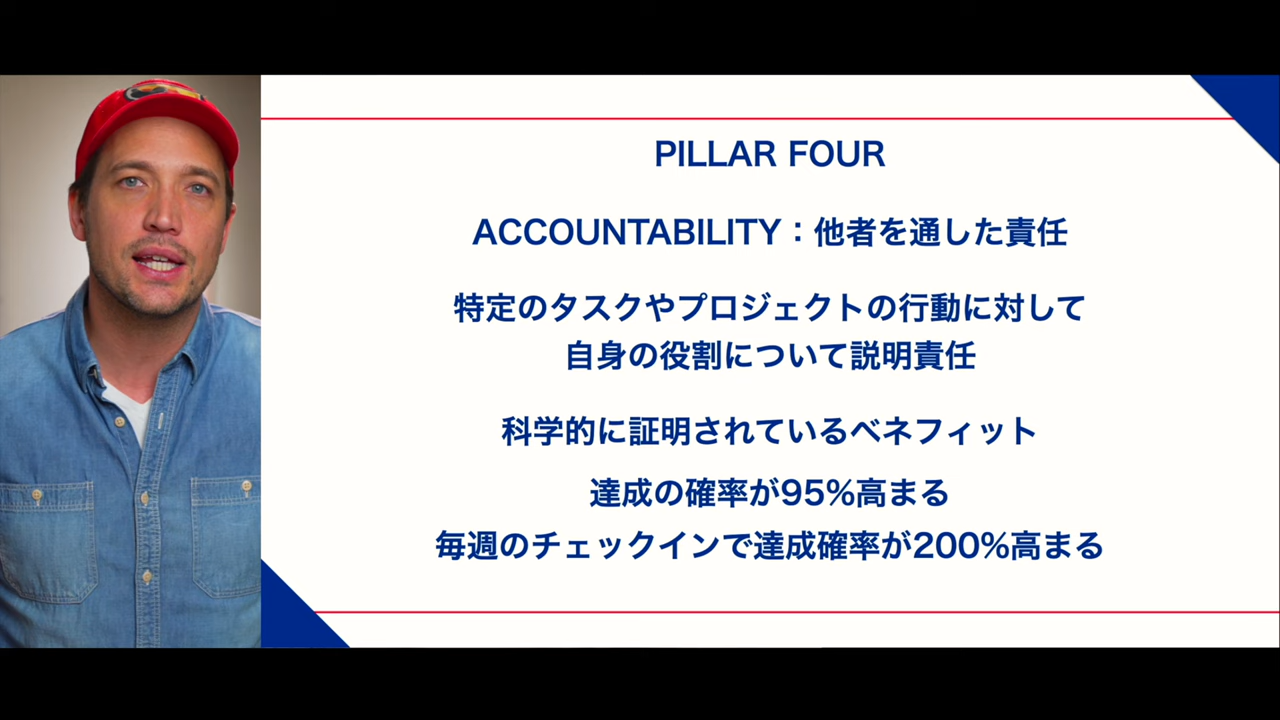 PILLAR FOUR
ACCOUNTABILITY：他者を通した責任
特定のタスクやプロジェクトの行動に対して
自身の役割について説明責任
科学的に証明されているベネフィット
達成の確率が95%高まる
毎週のチェックインで達成確率が200%高まる